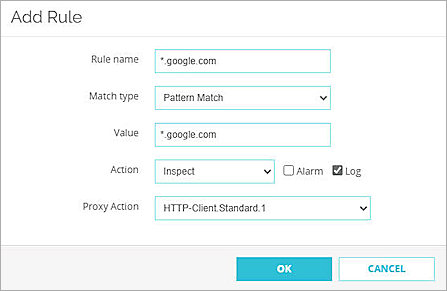 Add Rule
Rule name *.google.com
Match type Pattern Match
Value *.google.com
Action Inspect Alarm Log
Proxy Action HTTP-Client.Standard.1
OK CANCEL